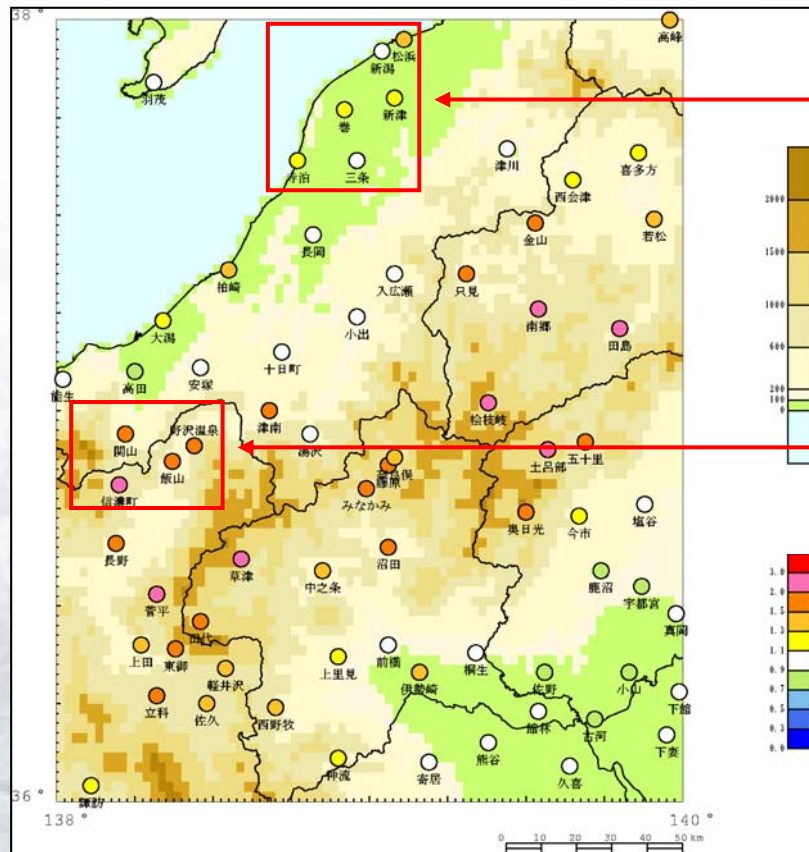 38°
高峰
松浜
新潟
羽茂
新津
巻
寺泊
三条
津川
喜多方
西会津
金山
若松
長岡
柏崎
入広瀬
只見
南郷
小出
田島
大潟
十日町
安塚
高田
能生
桧枝岐
津南
野沢温泉
関山
湯沢
五十里
土呂部
飯山
藤原
信濃町
みなかみ
奥日光
今市
塩谷
長野
沼田
草津
中之条
鹿沼
宇都宮
菅平
真岡
田代
上田
東御
前橋
桐生
上里見
軽井沢
伊勢崎
佐野
小山
立科
佐久
西野牧
下館
館林
古河
下妻
神流
熊谷
寄居
久喜
諏訪
36°
138°
140°
0 10 20 30 40 50 km
2000
1500
1000
600
200
100
0
3.0
2.0
1.5
1.3
1.1
0.9
0.7
0.5
0.3
0.0